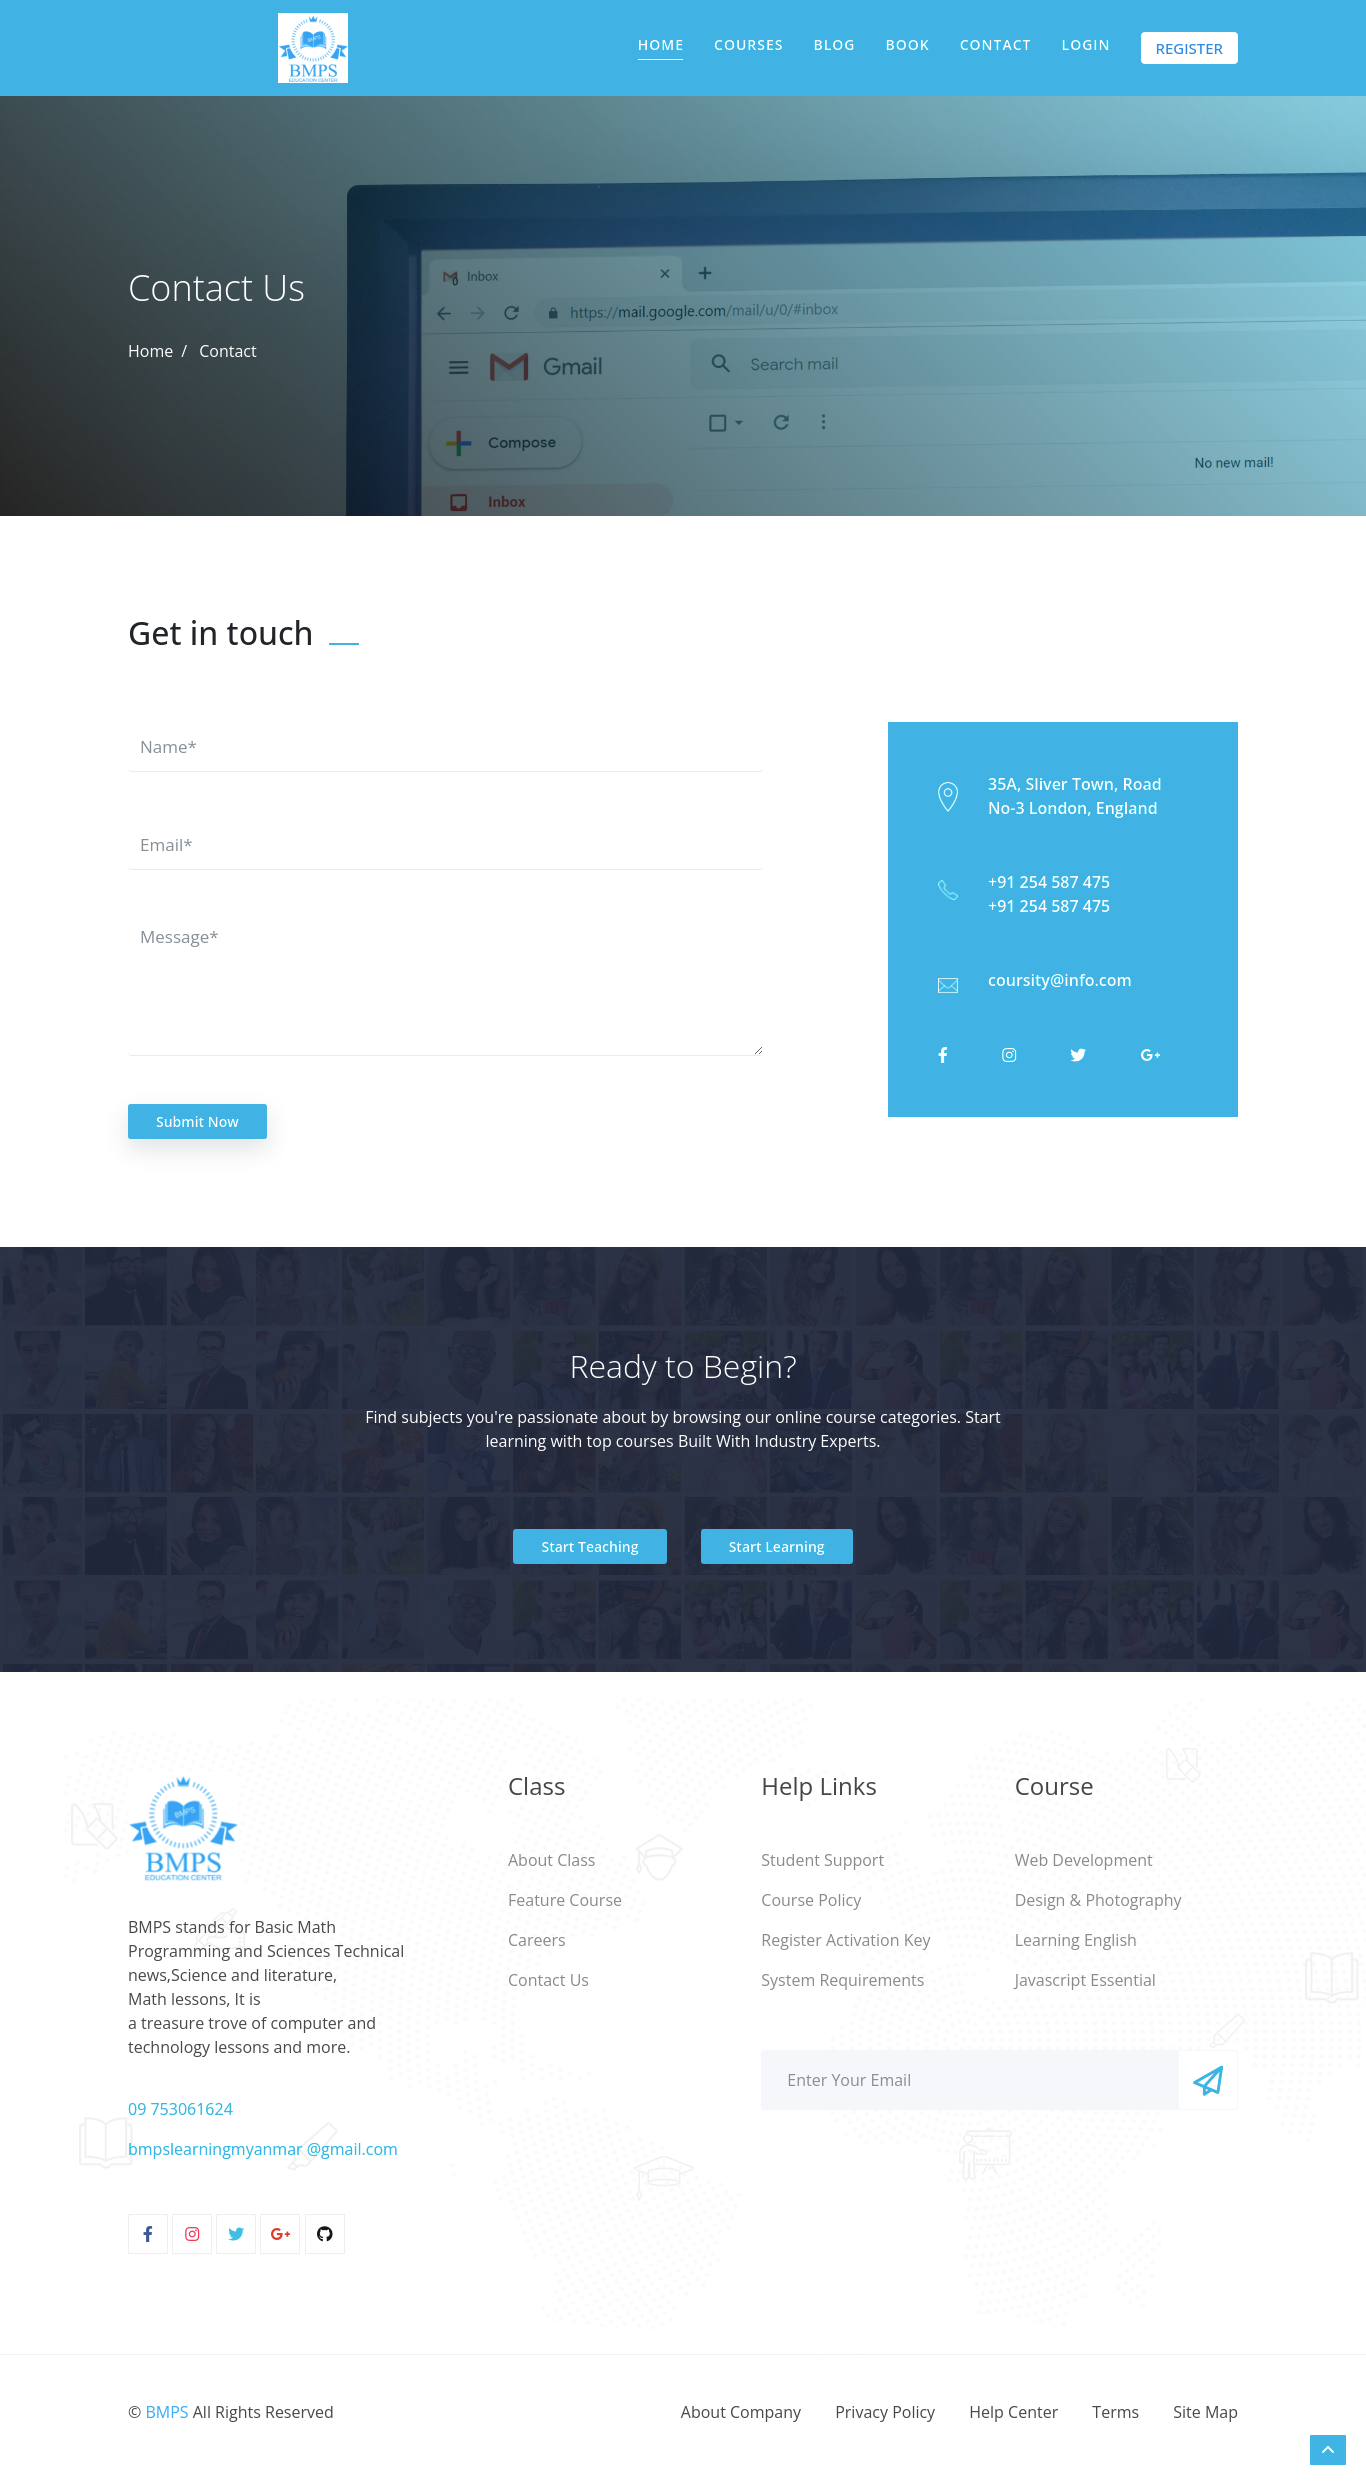 BMPS
EDUCATION CENTER
HOME COURSES BLOG BOOK CONTACT LOGIN REGISTER
Inbox
https://mail.google.com/mail/u/0/#inbox
Contact Us
Home / Contact
Gmail
Search mail
Compose
No new mail!
Inbox
Get in touch
Name*
Email*
Message*
Submit Now
35A, Sliver Town, Road
No-3 London, England
+91 254 587 475
+91 254 587 475
coursity@info.com
Ready to Begin?
Find subjects you're passionate about by browsing our online course categories. Start
learning with top courses Built With Industry Experts.
Start Teaching
Start Learning
BMPS
BMPS
EDUCATION CENTER
BMPS stands for Basic Math
Programming and Sciences Technical
news,Science and literature,
Math lessons, It is
a treasure trove of computer and
technology lessons and more.
09 753061624
bmpslearningmyanmar @gmail.com
Class
About Class
Feature Course
Careers
Contact Us
Help Links
Student Support
Course Policy
Register Activation Key
System Requirements
Course
Web Development
Design & Photography
Learning English
Javascript Essential
Enter Your Email
© BMPS All Rights Reserved
About Company Privacy Policy Help Center Terms Site Map